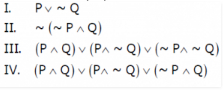 I. P ∨ ~ Q
II. ~ (~ P ∧ Q)
III. (P ∧ Q) ∨ (P ∧ ~ Q) ∨ (~ P ∧ ~ Q)
IV. (P ∧ Q) ∨ (P ∧ ~ Q) ∨ (~ P ∧ Q)